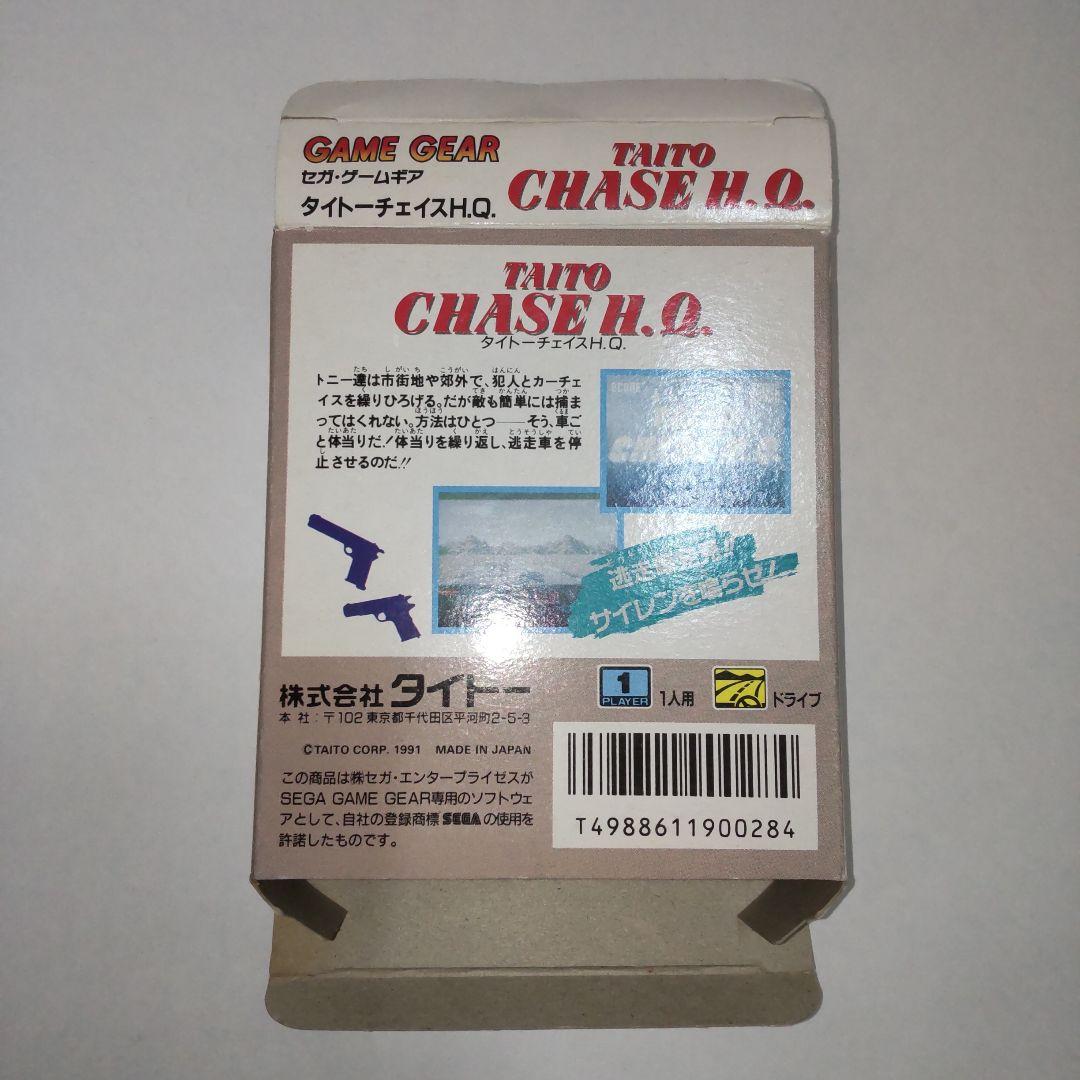 GAME GEAR
セガ・ゲームギア
タイトーチェイスH.Q.
TAITO
CHASE H.Q.
TAITO
CHASE H.Q.
タイトーチェイスH.Q.
トニー達は市街地や郊外で、犯人とカーチェ
イスを繰りひろげる。だが敵も簡単には捕ま
ってはくれない。方法はひとつ——そう、車ご
と体当りだ!体当りを繰り返し、逃走車を停
止させるのだ!!
SCORE
CHASE H.Q.
逃走
サイレンを鳴らせ!
株式会社 タイトー
本社:〒102 東京都千代田区平河町2-5-3
©TAITO CORP. 1991 MADE IN JAPAN
この商品は㈱セガ・エンタープライゼスが
SEGA GAME GEAR専用のソフトウェ
アとして、自社の登録商標SEGAの使用を
許諾したものです。
1
PLAYER
1人用
ドライブ
T4988611900284